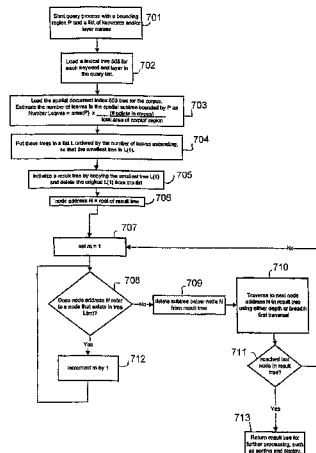 Start query process with a bounding
region P and a list of keywords and/or
layer names
701
Load a lexical tree 503 for
each keyword and layer in
the query list.
702
Load the spatial document index 503 tree for the corpus.
Estimate the number of leaves in the spatial subtree bounded by P as
Number Leaves = area(P) x (# points in corpus)
total area of corpus' region
703
Put these trees in a list L ordered by the number of leaves ascending,
so that the smallest tree is L(1).
704
Initialize a result tree by copying the smallest tree L(1)
and delete the original L(1) from the list
705
node address N = root of result tree
706
707
set m = 1
No
708
Does node address N refer
to a node that exists in tree
L(m)?
No
709
delete subtree below node N
from result tree
710
Traverse to next node
address N in result tree
using either depth or breadth
first traversal
Yes
712
Increment m by 1
711
reached last
node in result
tree?
Yes
713
Return result tree for
further processing, such
as sorting and display.